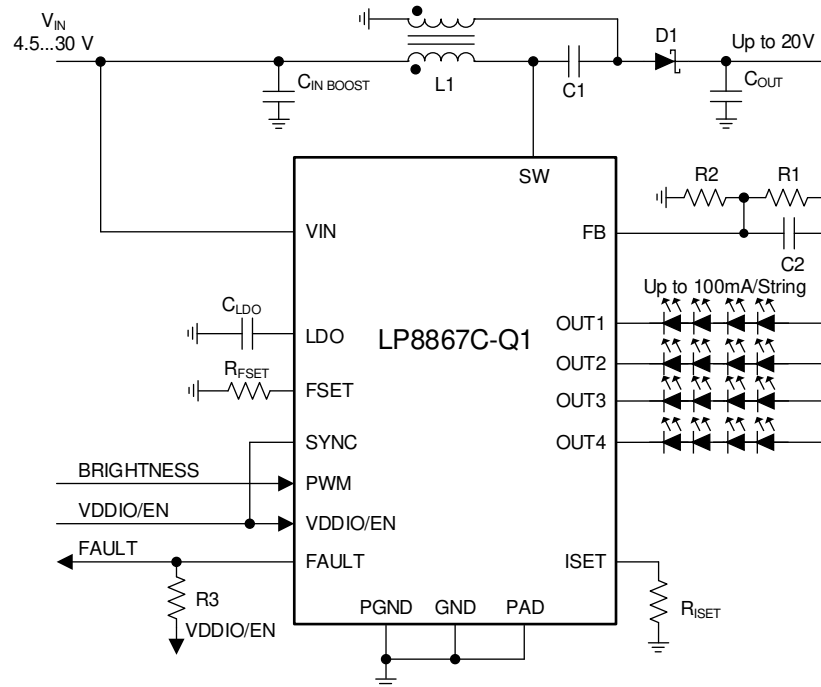 VIN
4.5...30 V
D1
Up to 20V
CIN BOOST
L1
C1
COUT
SW
R2
R1
VIN
FB
C2
Up to 100mA/String
CLDO
LDO
LP8867C-Q1
OUT1
RFSET
FSET
OUT2
OUT3
SYNC
OUT4
BRIGHTNESS
PWM
VDDIO/EN
VDDIO/EN
FAULT
FAULT
ISET
R3
PGND
GND
PAD
RISET
VDDIO/EN